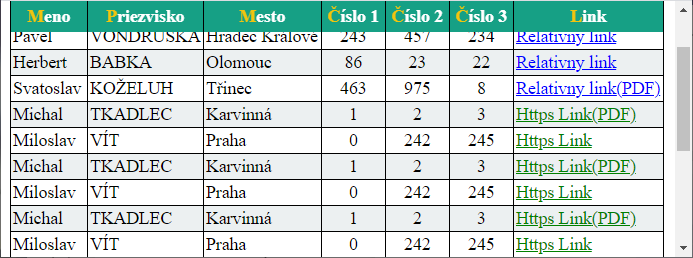 Meno Priezvisko Mesto Číslo 1 Číslo 2 Číslo 3 Link
Pavel VONDRUŠKA Hradec Králové 243 457 234 Relativny link
Herbert BABKA Olomouc 86 23 22 Relativny link
Svatoslav KOŽELUH Třinec 463 975 8 Relativny link(PDF)
Michal TKADLEC Karvinná 1 2 3 Https Link(PDF)
Miloslav VÍT Praha 0 242 245 Https Link
Michal TKADLEC Karvinná 1 2 3 Https Link(PDF)
Miloslav VÍT Praha 0 242 245 Https Link
Michal TKADLEC Karvinná 1 2 3 Https Link(PDF)
Miloslav VÍT Praha 0 242 245 Https Link